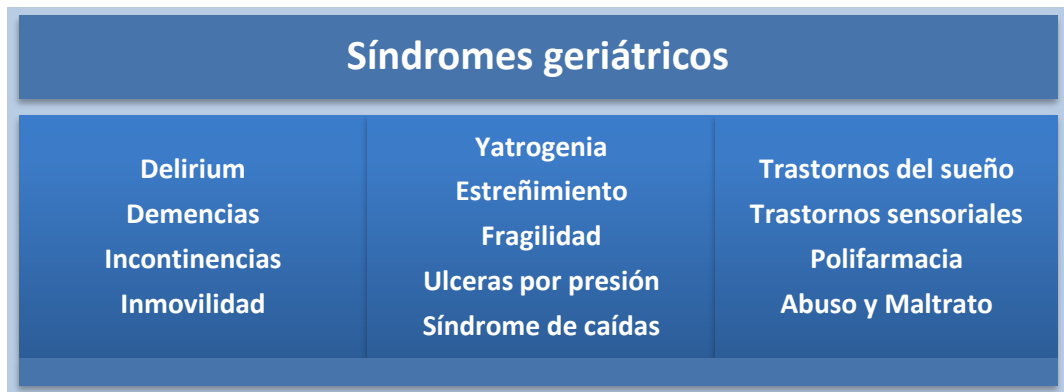 Síndromes geriátricos
Delirium
Demencias
Incontinencias
Inmovilidad
Yatrogenia
Estreñimiento
Fragilidad
Ulceras por presión
Síndrome de caídas
Trastornos del sueño
Trastornos sensoriales
Polifarmacia
Abuso y Maltrato